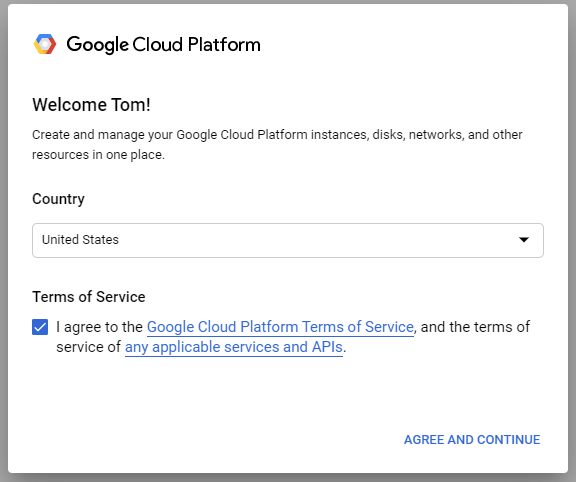 Google Cloud Platform
Welcome Tom!
Create and manage your Google Cloud Platform instances, disks, networks, and other
resources in one place.
Country
United States
Terms of Service
I agree to the Google Cloud Platform Terms of Service, and the terms of
service of any applicable services and APIs.
AGREE AND CONTINUE